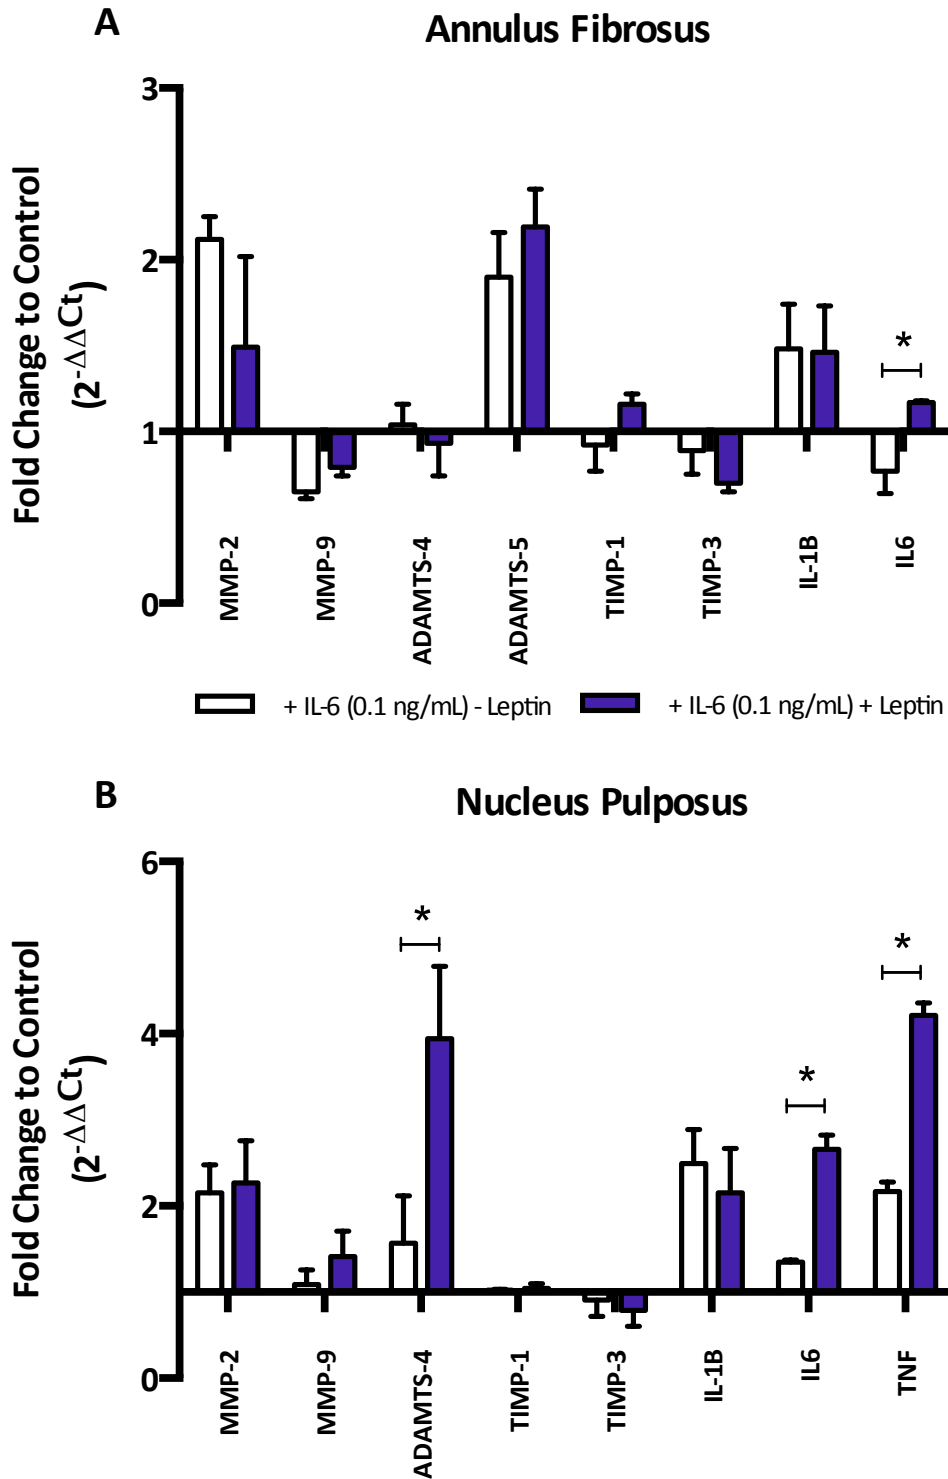 A
Annulus Fibrosus
Fold Change to Control
(2-ΔΔCt)
3
2
1
0
*
MMP-2
MMP-9
ADAMTS-4
ADAMTS-5
TIMP-1
TIMP-3
IL-1B
IL6
+ IL-6 (0.1 ng/mL) - Leptin
+ IL-6 (0.1 ng/mL) + Leptin
B
Nucleus Pulposus
Fold Change to Control
(2-ΔΔCt)
6
4
2
0
*
*
*
MMP-2
MMP-9
ADAMTS-4
TIMP-1
TIMP-3
IL-1B
IL6
TNF